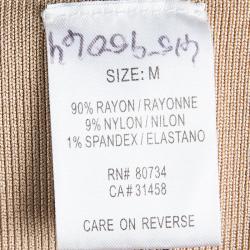 SIZE: M
90% RAYON / RAYONNE
9% NYLON / NILON
1% SPANDEX / ELASTANO
RN# 80734
CA# 31458
CARE ON REVERSE